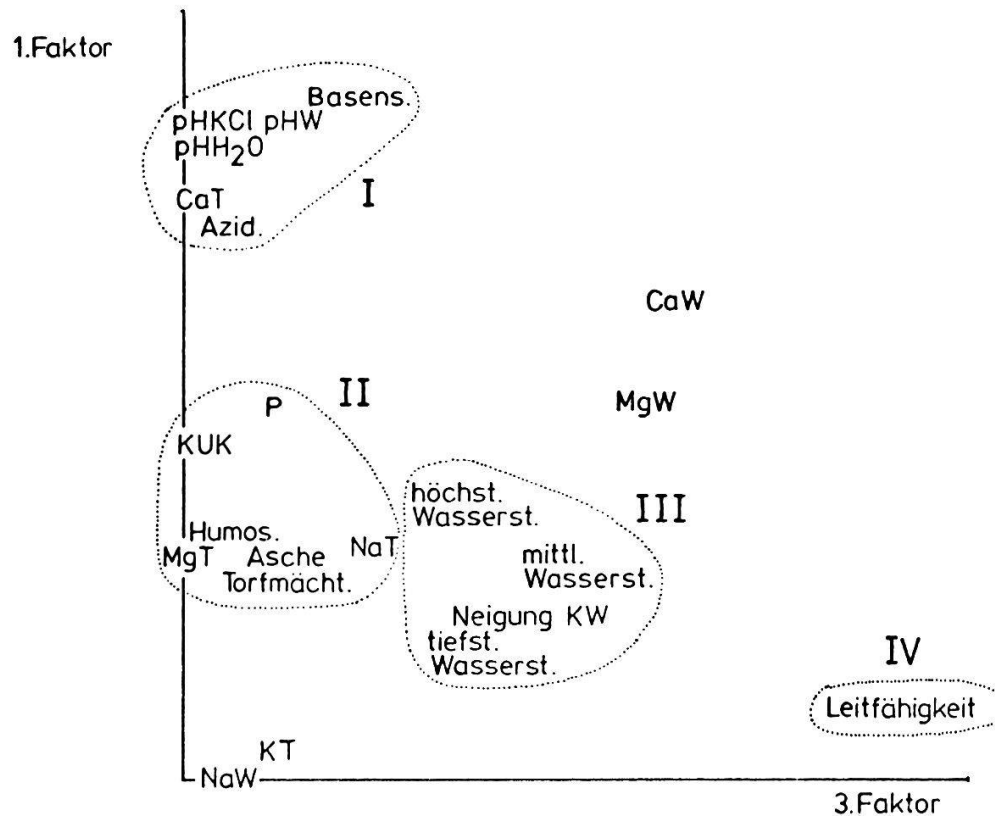 1.Faktor
Basens.
pHKCl pHW
pHH₂O
CaT
Azid.
I
CaW
II
P
MgW
KUK
höchst.
Wasserst.
III
Humos.
NaT
MgT Asche
mittl.
Wasserst.
Torfmächt.
Neigung KW
tiefst.
Wasserst.
IV
Leitfähigkeit
KT
NaW
3.Faktor